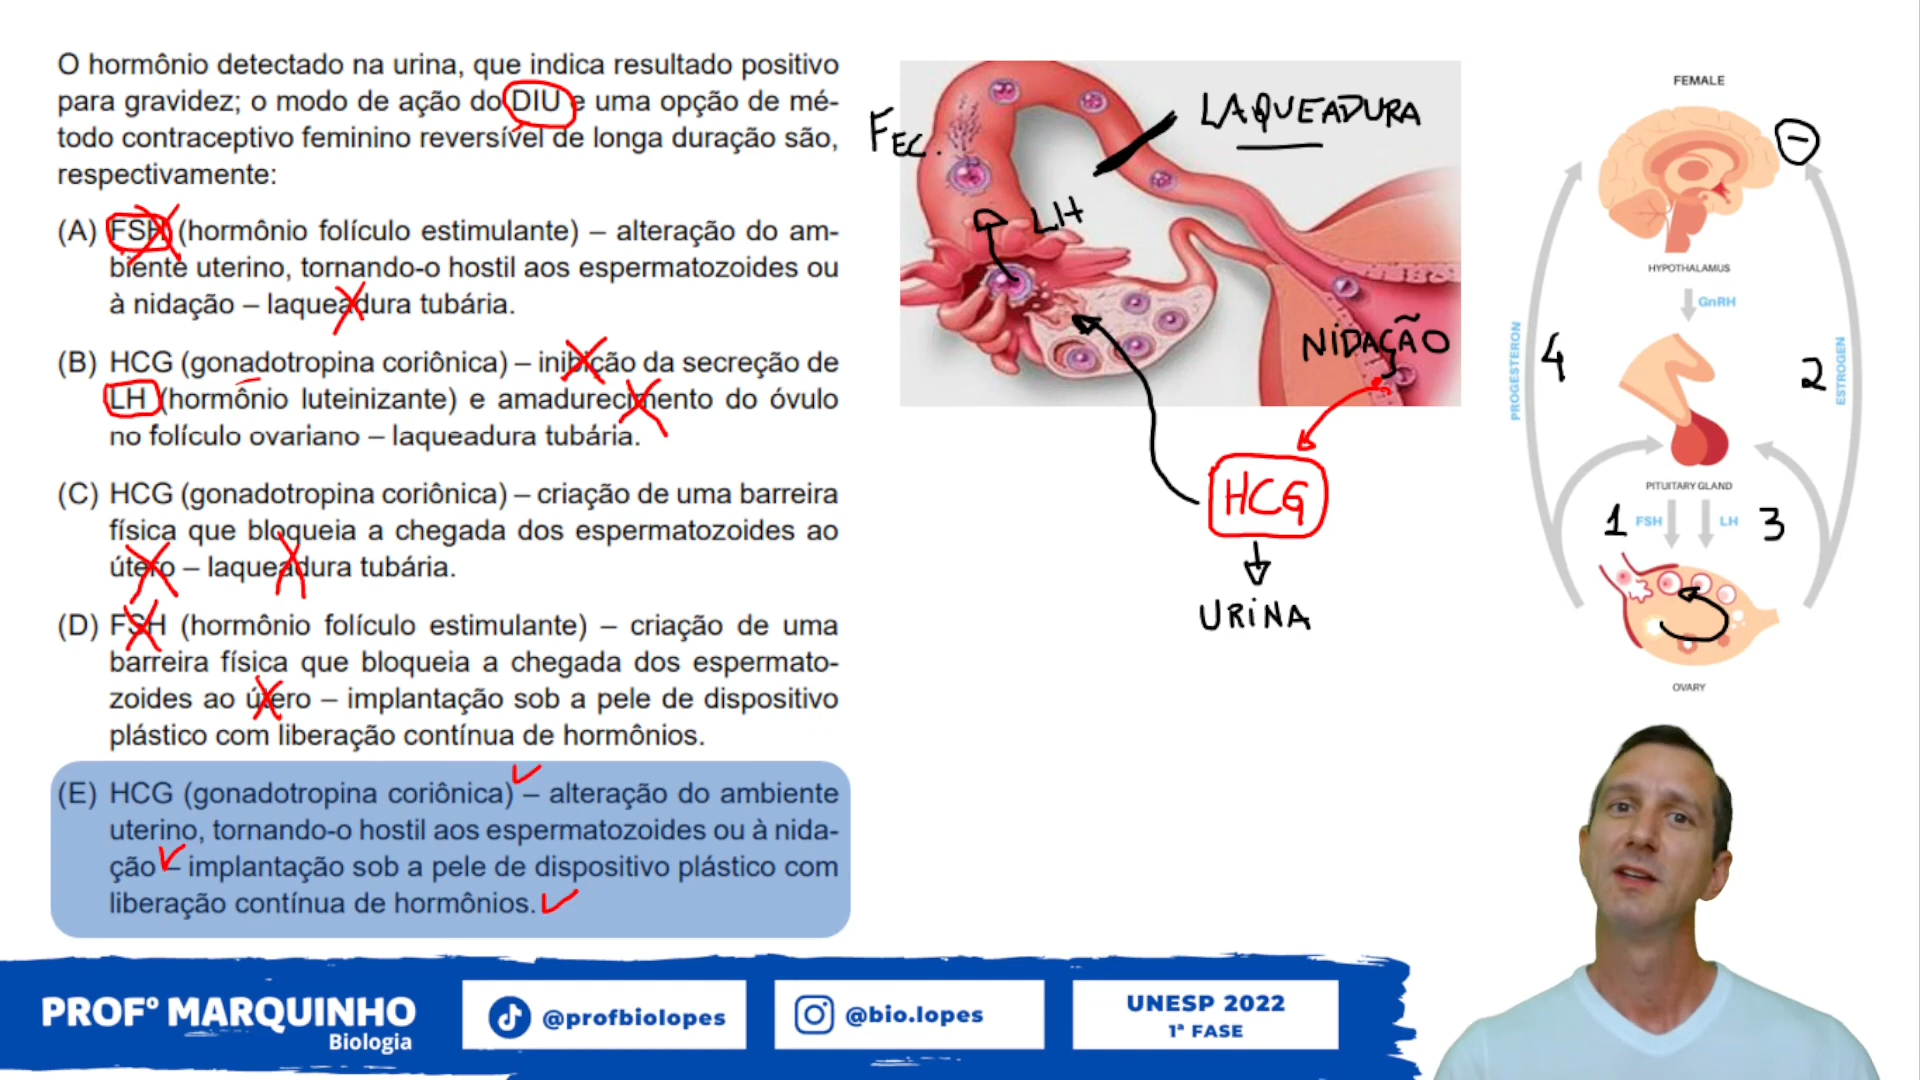 O hormônio detectado na urina, que indica resultado positivo
para gravidez; o modo de ação do DIU e uma opção de mé-
todo contraceptivo feminino reversível de longa duração são,
respectivamente:
(A) FSH (hormônio folículo estimulante) – alteração do am-
biente uterino, tornando-o hostil aos espermatozoides ou
à nidação – laqueadura tubária.
(B) HCG (gonadotropina coriônica) – inibição da secreção de
LH (hormônio luteinizante) e amadurecimento do óvulo
no folículo ovariano – laqueadura tubária.
(C) HCG (gonadotropina coriônica) – criação de uma barreira
física que bloqueia a chegada dos espermatozoides ao
útero – laqueadura tubária.
(D) FSH (hormônio folículo estimulante) – criação de uma
barreira física que bloqueia a chegada dos espermato-
zoides ao útero – implantação sob a pele de dispositivo
plástico com liberação contínua de hormônios.
(E) HCG (gonadotropina coriônica) – alteração do ambiente
uterino, tornando-o hostil aos espermatozoides ou à nida-
ção – implantação sob a pele de dispositivo plástico com
liberação contínua de hormônios.
LAQUEADURA
FEC.
LH
NIDAÇÃO
HCG
URINA
FEMALE
–
HYPOTHALAMUS
GnRH
PROGESTERON
4
2
ESTROGEN
PITUITARY GLAND
1 FSH LH 3
OVARY
PROFº MARQUINHO
Biologia
@profbiolopes
@bio.lopes
UNESP 2022
1ª FASE